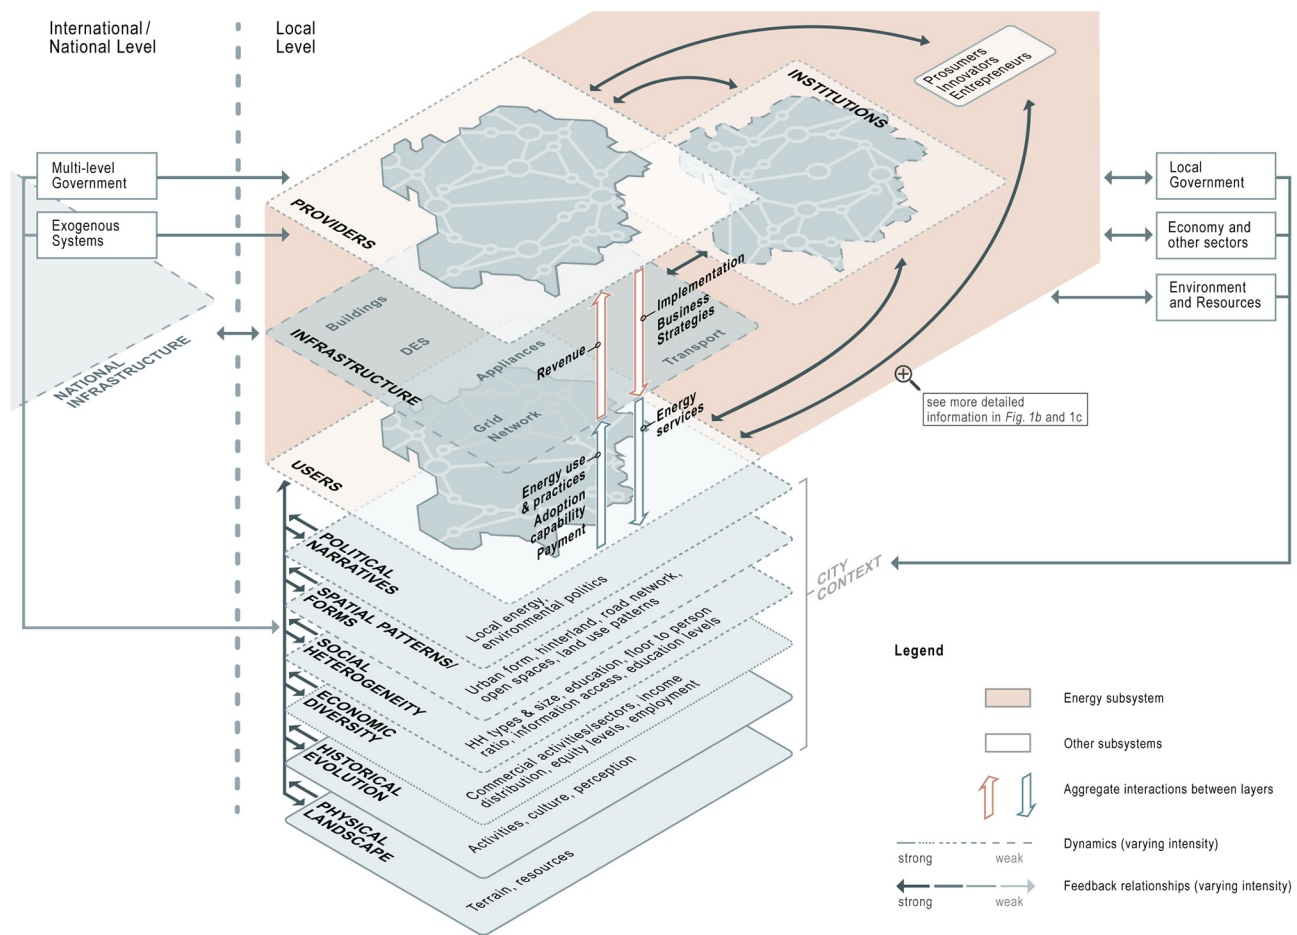 International /
National Level
Local
Level
Prosumers
Innovators
Entrepreneurs
INSTITUTIONS
Multi-level
Government
Exogenous
Systems
Local
Government
Economy and
other sectors
Environment
and Resources
PROVIDERS
NATIONAL
INFRASTRUCTURE
Buildings
DES
INFRASTRUCTURE
Appliances
Grid
Network
Transport
Revenue
Implementation
Business
Strategies
Energy
services
see more detailed
information in Fig. 1b and 1c
USERS
Energy use
& practices
Adoption
capability
Payment
CITY
CONTEXT
POLITICAL
NARRATIVES
Local energy,
environmental politics
SPATIAL PATTERNS/
FORMS
Urban form, hinterland, road network,
open spaces, land use patterns
SOCIAL
HETEROGENEITY
HH types & size, education, floor to person
ratio, information access, education levels
ECONOMIC
DIVERSITY
Commercial activities/sectors, income
distribution, equity levels, employment
HISTORICAL
EVOLUTION
Activities, culture, perception
PHYSICAL
LANDSCAPE
Terrain, resources
Legend
Energy subsystem
Other subsystems
Aggregate interactions between layers
Dynamics (varying intensity)
strong weak
Feedback relationships (varying intensity)
strong weak